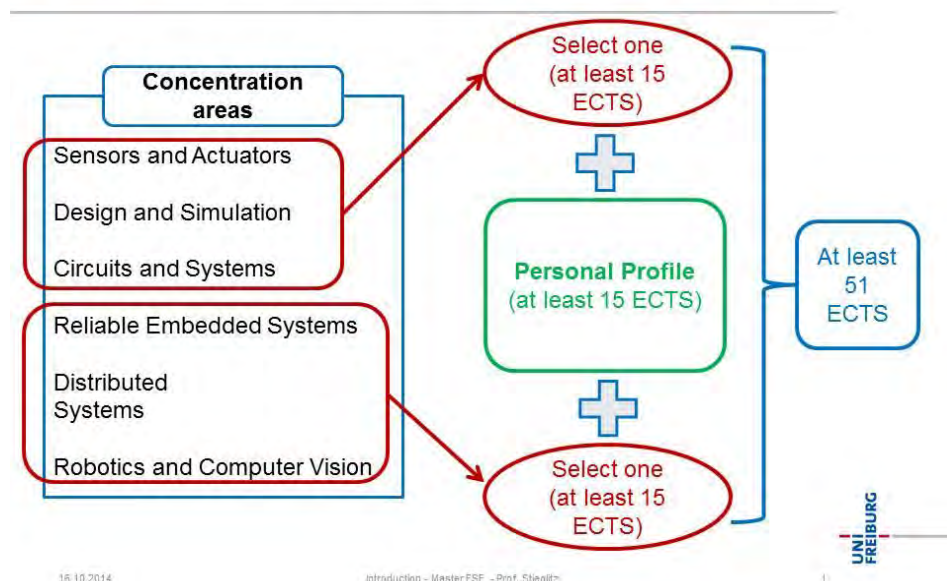 Concentration
areas
Sensors and Actuators
Design and Simulation
Circuits and Systems
Reliable Embedded Systems
Distributed
Systems
Robotics and Computer Vision
Select one
(at least 15
ECTS)
Personal Profile
(at least 15 ECTS)
Select one
(at least 15
ECTS)
At least
51
ECTS
UNI
FREIBURG
16.10.2014
Introduction - Master ESE - Prof. Stieglitz
1